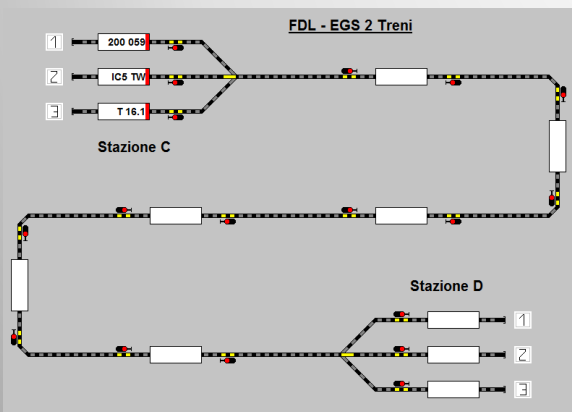 FDL - EGS 2 Treni
1 200 059
2 IC5 TW
3 T 16.1
Stazione C
Stazione D
1
2
3